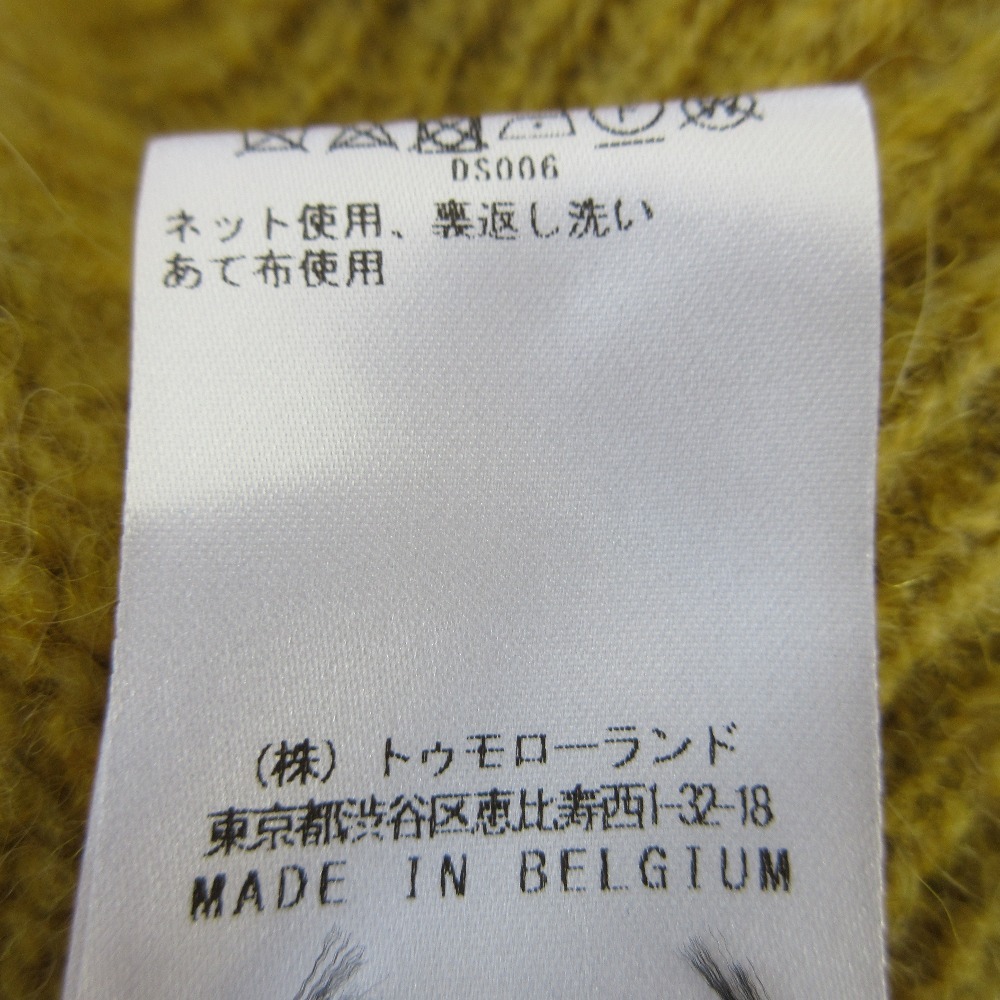 DS006
ネット使用、裏返し洗い
あて布使用
(株) トゥモローランド
東京都渋谷区恵比寿西1-32-18
MADE IN BELGIUM